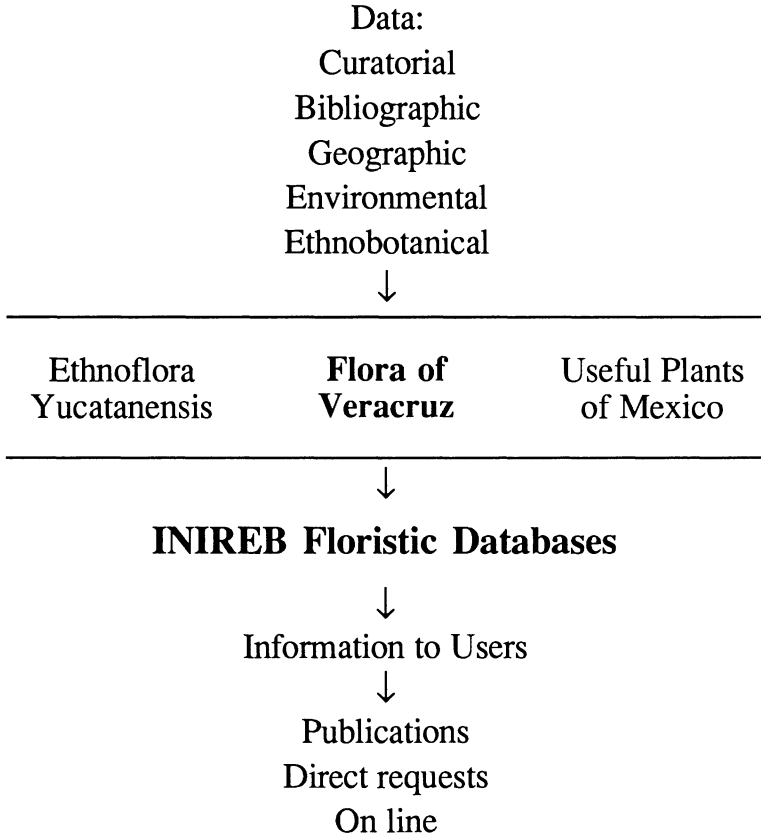 Data:
Curatorial
Bibliographic
Geographic
Environmental
Ethnobotanical
↓
Ethnoflora
Yucatanensis
Flora of
Veracruz
Useful Plants
of Mexico
↓
INIREB Floristic Databases
↓
Information to Users
↓
Publications
Direct requests
On line